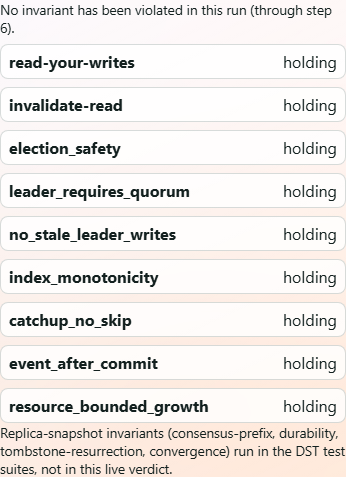 No invariant has been violated in this run (through step
6).
read-your-writes holding
invalidate-read holding
election_safety holding
leader_requires_quorum holding
no_stale_leader_writes holding
index_monotonicity holding
catchup_no_skip holding
event_after_commit holding
resource_bounded_growth holding
Replica-snapshot invariants (consensus-prefix, durability,
tombstone-resurrection, convergence) run in the DST test
suites, not in this live verdict.